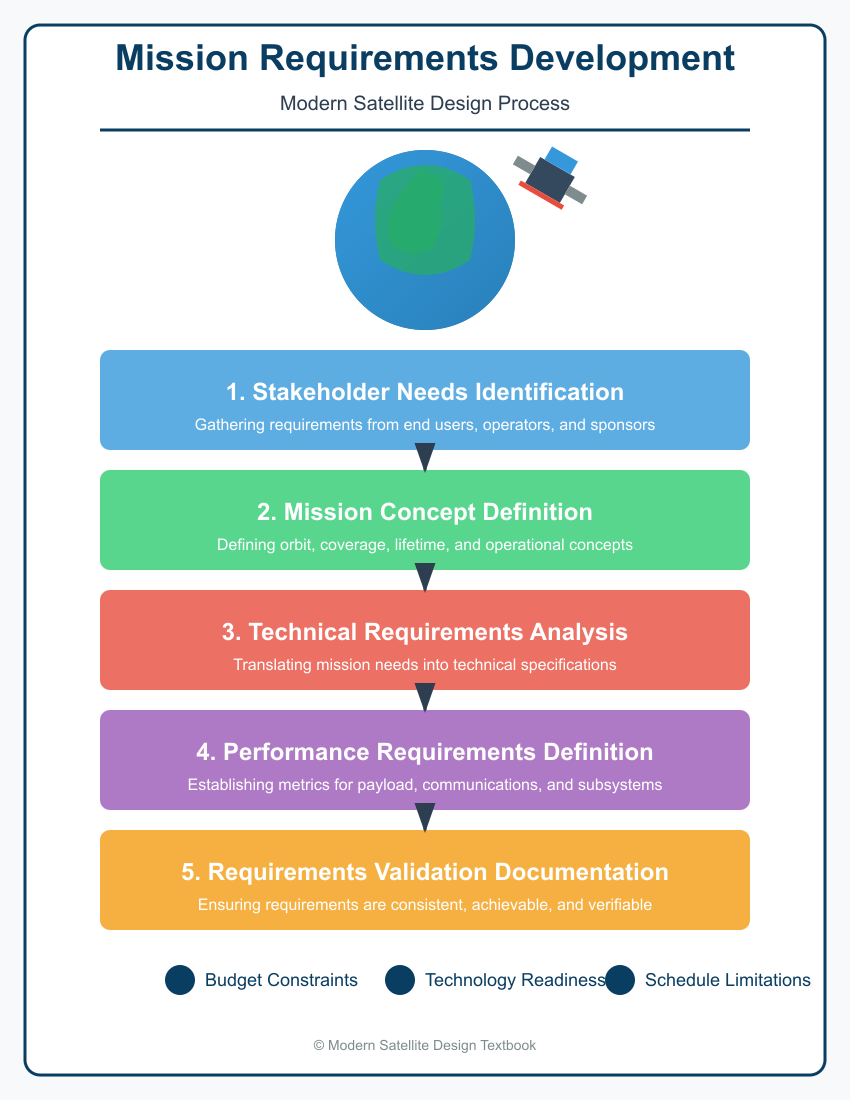 Mission Requirements Development
Modern Satellite Design Process
1. Stakeholder Needs Identification
Gathering requirements from end users, operators, and sponsors
2. Mission Concept Definition
Defining orbit, coverage, lifetime, and operational concepts
3. Technical Requirements Analysis
Translating mission needs into technical specifications
4. Performance Requirements Definition
Establishing metrics for payload, communications, and subsystems
5. Requirements Validation Documentation
Ensuring requirements are consistent, achievable, and verifiable
Budget Constraints Technology Readiness Schedule Limitations
© Modern Satellite Design Textbook